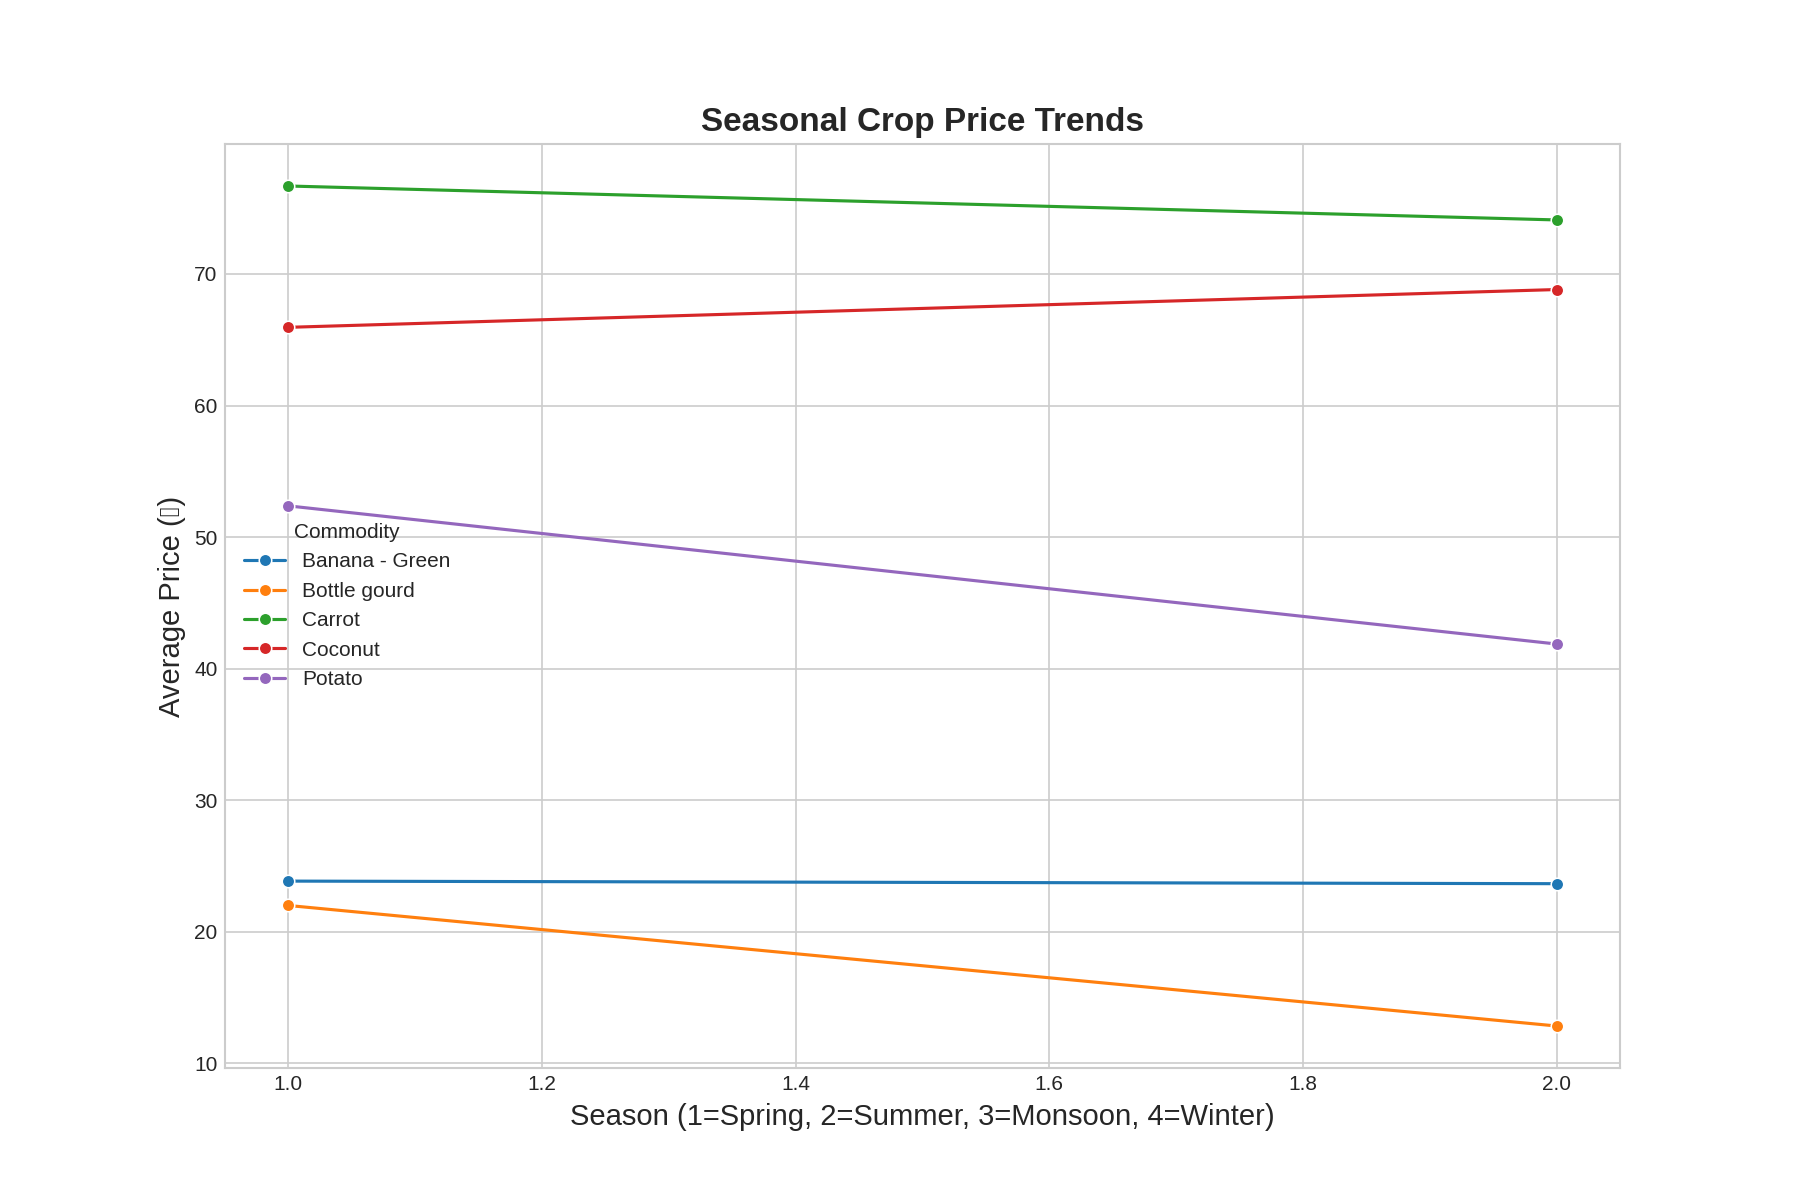 Seasonal Crop Price Trends
Average Price (▯)
70
60
50
40
30
20
10
Commodity
Banana - Green
Bottle gourd
Carrot
Coconut
Potato
1.0 1.2 1.4 1.6 1.8 2.0
Season (1=Spring, 2=Summer, 3=Monsoon, 4=Winter)